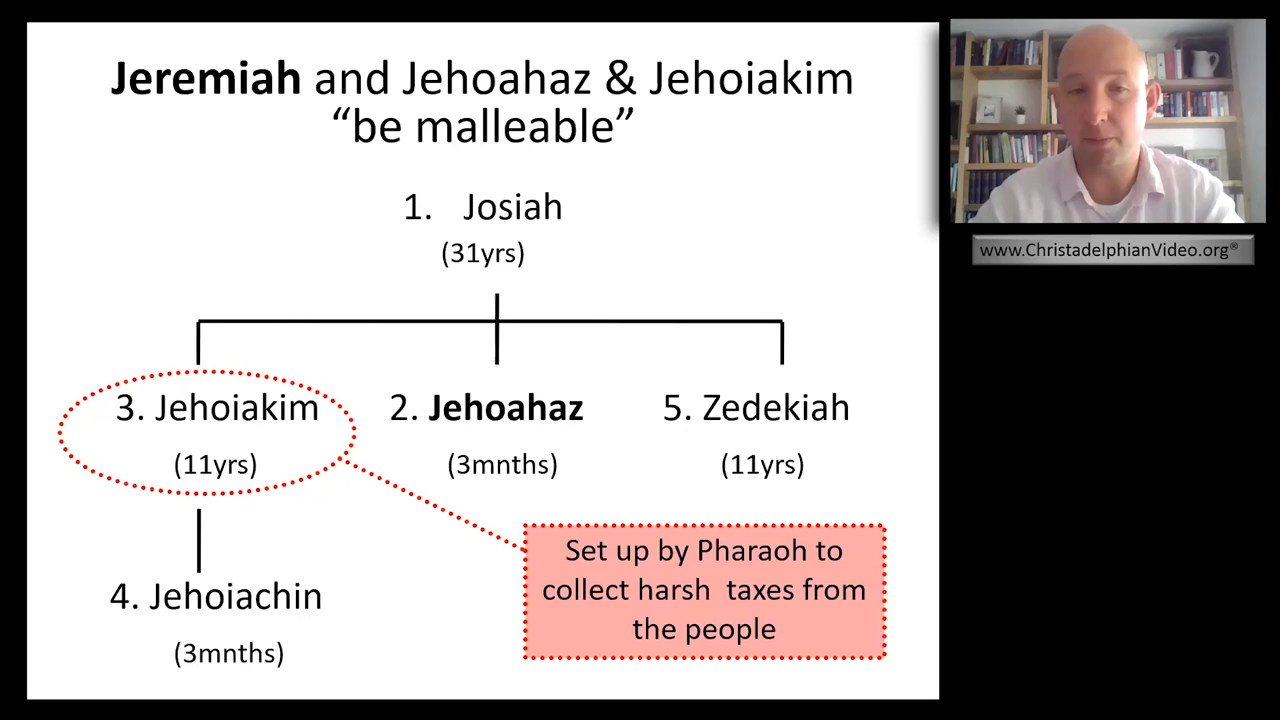 Jeremiah and Jehoahaz & Jehoiakim
“be malleable”
1. Josiah
(31yrs)
3. Jehoiakim
(11yrs)
2. Jehoahaz
(3mnths)
5. Zedekiah
(11yrs)
4. Jehoiachin
(3mnths)
Set up by Pharaoh to
collect harsh taxes from
the people
www.ChristadelphianVideo.org®